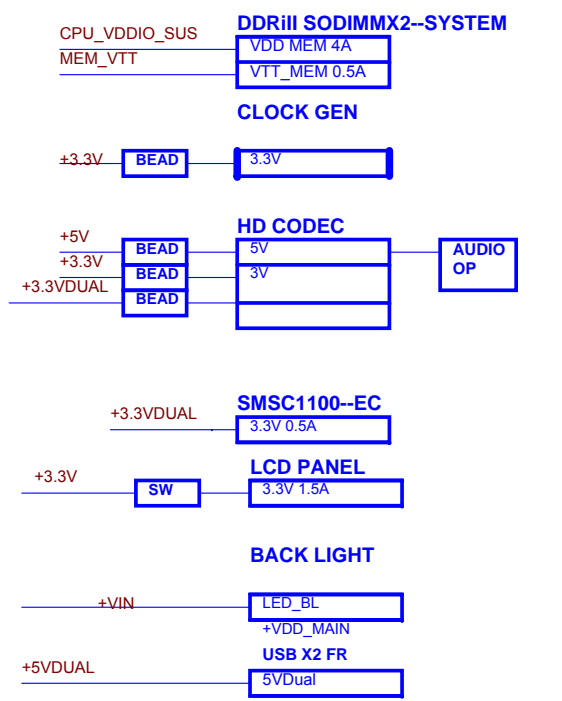 DDRiII SODIMMX2--SYSTEM
CPU_VDDIO_SUS
VDD MEM 4A
MEM_VTT
VTT_MEM 0.5A
CLOCK GEN
+3.3V BEAD 3.3V
HD CODEC
+5V BEAD 5V AUDIO
OP
+3.3V BEAD 3V
+3.3VDUAL BEAD
SMSC1100--EC
+3.3VDUAL 3.3V 0.5A
LCD PANEL
+3.3V SW 3.3V 1.5A
BACK LIGHT
+VIN LED_BL
+VDD_MAIN
USB X2 FR
+5VDUAL 5VDual